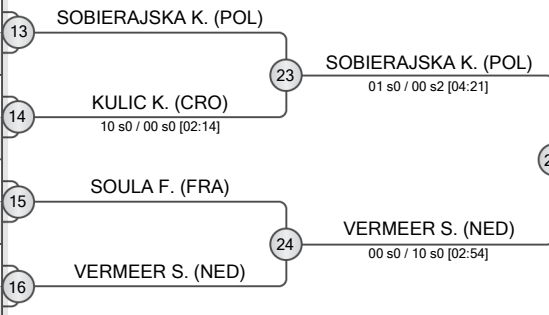 SOBIERAJSKA K. (POL)
13
23
SOBIERAJSKA K. (POL)
01 s0 / 00 s2 [04:21]
KULIC K. (CRO)
14
10 s0 / 00 s0 [02:14]
SOULA F. (FRA)
15
24
VERMEER S. (NED)
00 s0 / 10 s0 [02:54]
VERMEER S. (NED)
16